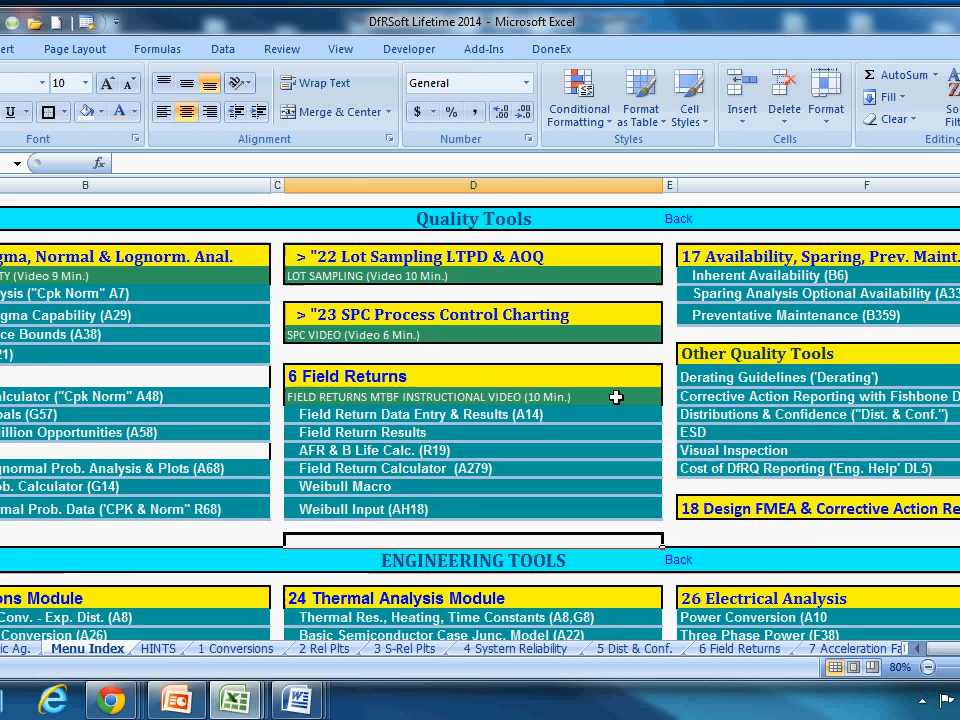 DfRSoft Lifetime 2014 - Microsoft Excel
ert Page Layout Formulas Data Review View Developer Add-Ins DoneEx
10 A A Wrap Text General Conditional Formatting Format as Table Cell Styles Insert Delete Format Σ AutoSum
U A Merge & Center $ % , .00 .0 Fill
Clear
Font Alignment Number Styles Cells Editing
fx
B C D E F
Quality Tools Back
gma, Normal & Lognorm. Anal. > "22 Lot Sampling LTPD & AOQ 17 Availability, Sparing, Prev. Maint.
TY (Video 9 Min.) LOT SAMPLING (Video 10 Min.) Inherent Availability (B6)
ysis ("Cpk Norm" A7) Sparing Analysis Optional Availability (A33
gma Capability (A29) > "23 SPC Process Control Charting Preventative Maintenance (B359)
ce Bounds (A38) SPC VIDEO (Video 6 Min.)
21) Other Quality Tools
6 Field Returns Derating Guidelines ('Derating')
alculator ("Cpk Norm" A48) FIELD RETURNS MTBF INSTRUCTIONAL VIDEO (10 Min.) Corrective Action Reporting with Fishbone D
oals (G57) Field Return Data Entry & Results (A14) Distributions & Confidence ("Dist. & Conf.")
illion Opportunities (A58) Field Return Results ESD
AFR & B Life Calc. (R19) Visual Inspection
gnormal Prob. Analysis & Plots (A68) Field Return Calculator (A279) Cost of DfRQ Reporting ('Eng. Help' DL5)
ob. Calculator (G14) Weibull Macro
mal Prob. Data ('CPK & Norm" R68) Weibull Input (AH18) 18 Design FMEA & Corrective Action Re
ENGINEERING TOOLS Back
ons Module 24 Thermal Analysis Module 26 Electrical Analysis
Conv. - Exp. Dist. (A8) Thermal Res., Heating, Time Constants (A8,G8) Power Conversion (A10
Conversion (A26) Basic Semiconductor Case Junc. Model (A22) Three Phase Power (F38)
ic Ag. Menu Index HINTS 1 Conversions 2 Rel Plts 3 S-Rel Plts 4 System Reliability 5 Dist & Conf. 6 Field Returns 7 Acceleration Fa
80%